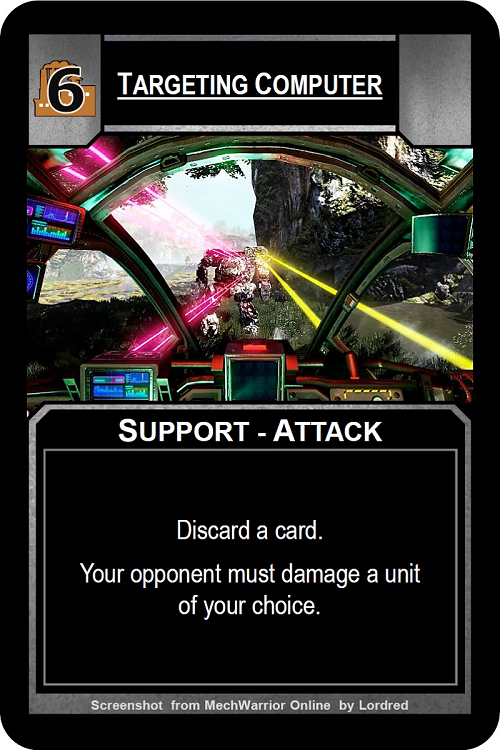 6
TARGETING COMPUTER
SUPPORT - ATTACK
Discard a card.
Your opponent must damage a unit
of your choice.
Screenshot from MechWarrior Online by Lordred